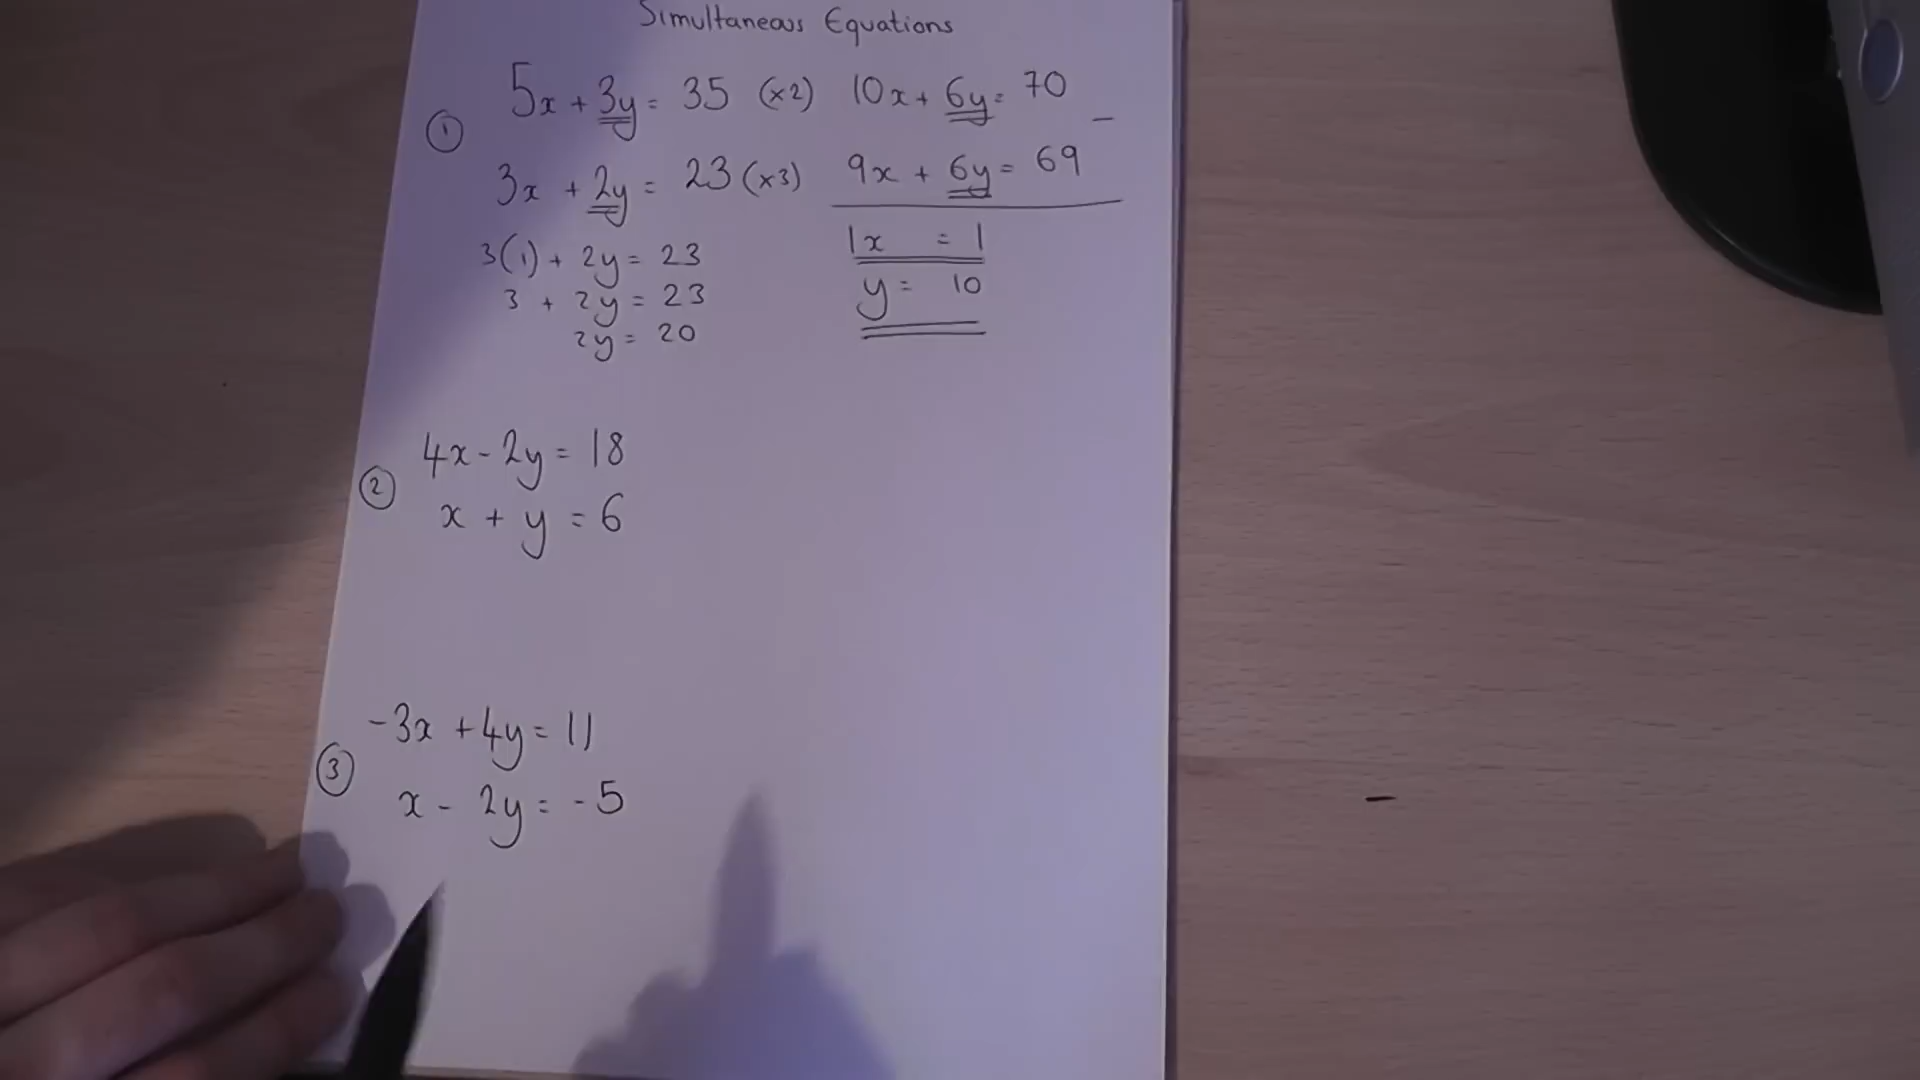 Simultaneous Equations
① 5x + 3y = 35 (x2) 10x + 6y = 70 –
3x + 2y = 23 (x3) 9x + 6y = 69
3(1) + 2y = 23 1x = 1
3 + 2y = 23 y = 10
2y = 20
② 4x - 2y = 18
x + y = 6
③ -3x + 4y = 11
x - 2y = -5